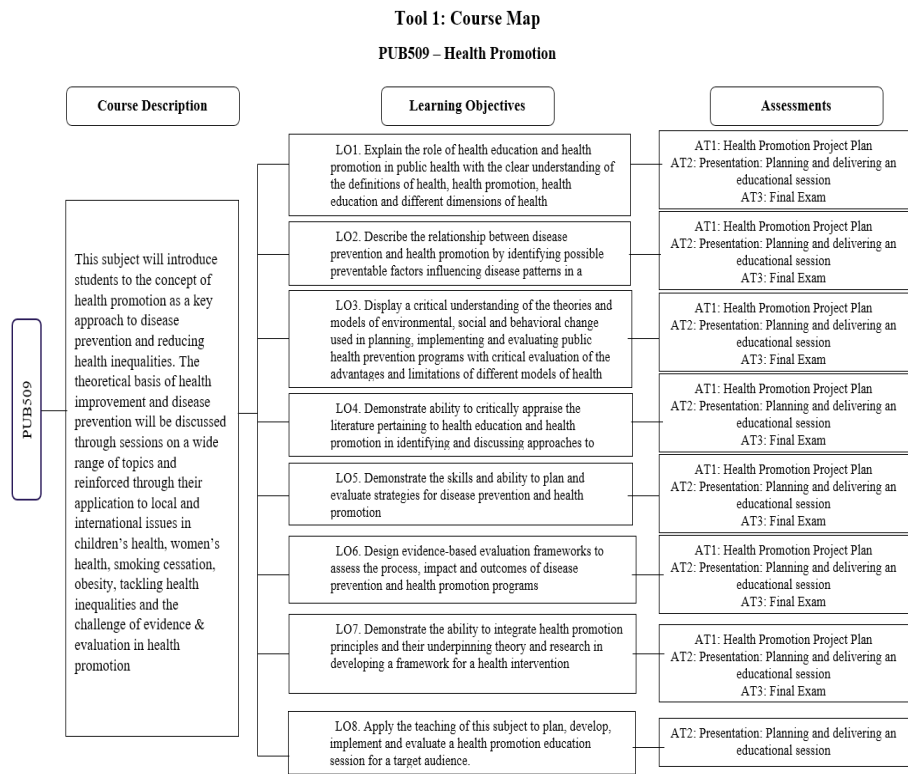 Tool 1: Course Map
PUB509 – Health Promotion
Course Description
Learning Objectives
Assessments
PUB509
This subject will introduce
students to the concept of
health promotion as a key
approach to disease
prevention and reducing
health inequalities. The
theoretical basis of health
improvement and disease
prevention will be discussed
through sessions on a wide
range of topics and
reinforced through their
application to local and
international issues in
children's health, women's
health, smoking cessation,
obesity, tackling health
inequalities and the
challenge of evidence &
evaluation in health
promotion
LO1. Explain the role of health education and health
promotion in public health with the clear understanding of
the definitions of health, health promotion, health
education and different dimensions of health
AT1: Health Promotion Project Plan
AT2: Presentation: Planning and delivering an
educational session
AT3: Final Exam
LO2. Describe the relationship between disease
prevention and health promotion by identifying possible
preventable factors influencing disease patterns in a
AT1: Health Promotion Project Plan
AT2: Presentation: Planning and delivering an
educational session
AT3: Final Exam
LO3. Display a critical understanding of the theories and
models of environmental, social and behavioral change
used in planning, implementing and evaluating public
health prevention programs with critical evaluation of the
advantages and limitations of different models of health
AT1: Health Promotion Project Plan
AT2: Presentation: Planning and delivering an
educational session
AT3: Final Exam
LO4. Demonstrate ability to critically appraise the
literature pertaining to health education and health
promotion in identifying and discussing approaches to
AT1: Health Promotion Project Plan
AT2: Presentation: Planning and delivering an
educational session
AT3: Final Exam
LO5. Demonstrate the skills and ability to plan and
evaluate strategies for disease prevention and health
promotion
AT1: Health Promotion Project Plan
AT2: Presentation: Planning and delivering an
educational session
AT3: Final Exam
LO6. Design evidence-based evaluation frameworks to
assess the process, impact and outcomes of disease
prevention and health promotion programs
AT1: Health Promotion Project Plan
AT2: Presentation: Planning and delivering an
educational session
AT3: Final Exam
LO7. Demonstrate the ability to integrate health promotion
principles and their underpinning theory and research in
developing a framework for a health intervention
AT1: Health Promotion Project Plan
AT2: Presentation: Planning and delivering an
educational session
AT3: Final Exam
LO8. Apply the teaching of this subject to plan, develop,
implement and evaluate a health promotion education
session for a target audience.
AT2: Presentation: Planning and delivering an
educational session